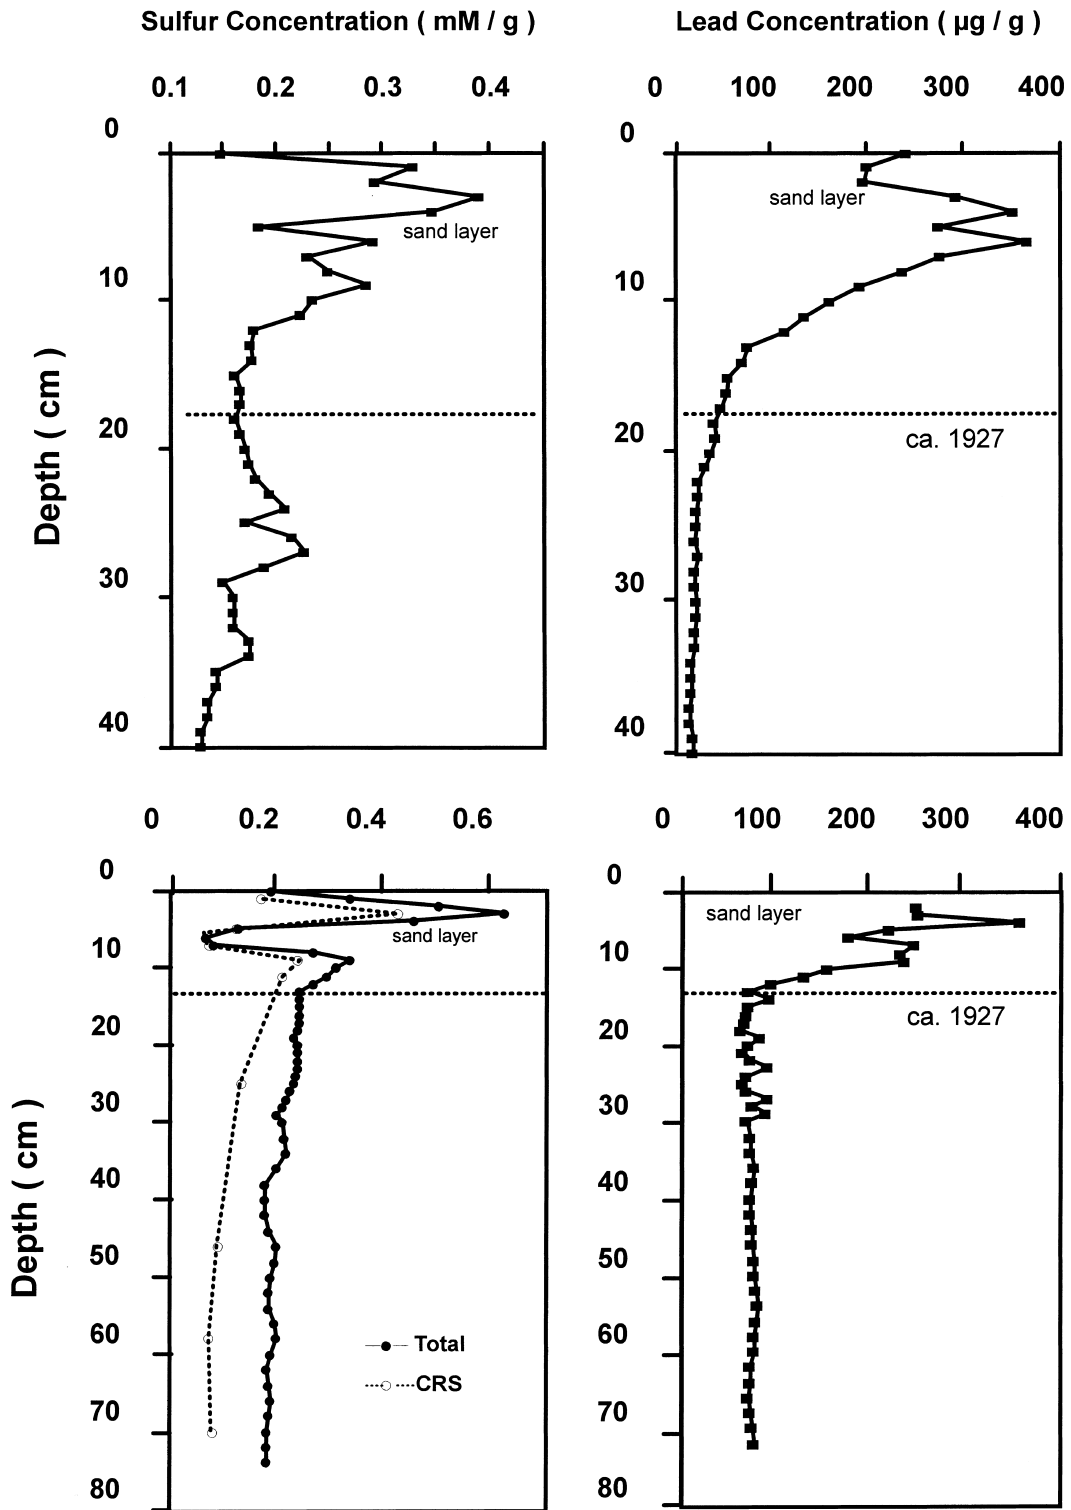 Sulfur Concentration ( mM / g )
Lead Concentration ( µg / g )
0.1 0.2 0.3 0.4
0 100 200 300 400
0
0
sand layer
sand layer
10
10
Depth ( cm )
20
20
ca. 1927
30
30
40
40
0 0.2 0.4 0.6
0 100 200 300 400
0
0
sand layer
sand layer
10
10
ca. 1927
20
20
30
30
Depth ( cm )
40
40
50
50
60
60
Total
CRS
70
70
80
80